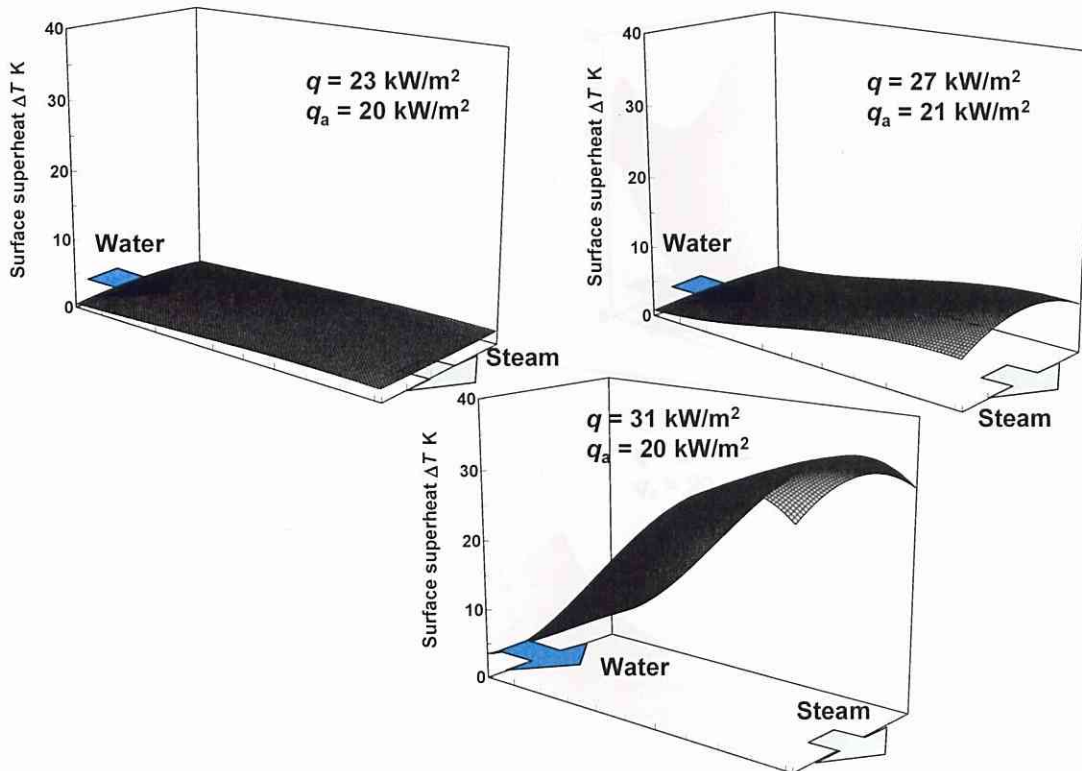 40
30
20
10
0
Surface superheat ΔT K
q = 23 kW/m²
qₐ = 20 kW/m²
Water
Steam
40
30
20
10
0
Surface superheat ΔT K
q = 27 kW/m²
qₐ = 21 kW/m²
Water
Steam
40
30
20
10
0
Surface superheat ΔT K
q = 31 kW/m²
qₐ = 20 kW/m²
Water
Steam